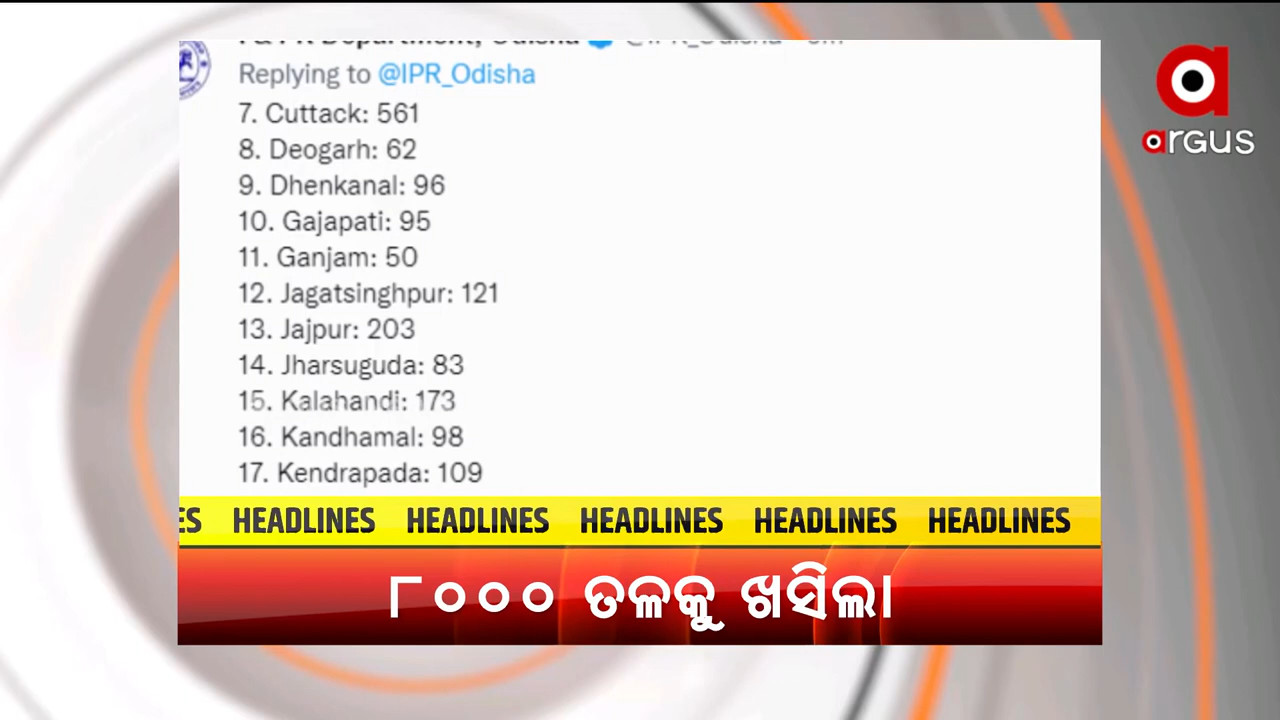 Replying to @IPR_Odisha
7. Cuttack: 561
8. Deogarh: 62
9. Dhenkanal: 96
10. Gajapati: 95
11. Ganjam: 50
12. Jagatsinghpur: 121
13. Jajpur: 203
14. Jharsuguda: 83
15. Kalahandi: 173
16. Kandhamal: 98
17. Kendrapada: 109
ES HEADLINES HEADLINES HEADLINES HEADLINES HEADLINES
୮୦୦୦ ତଳକୁ ଖସିଲା
argus